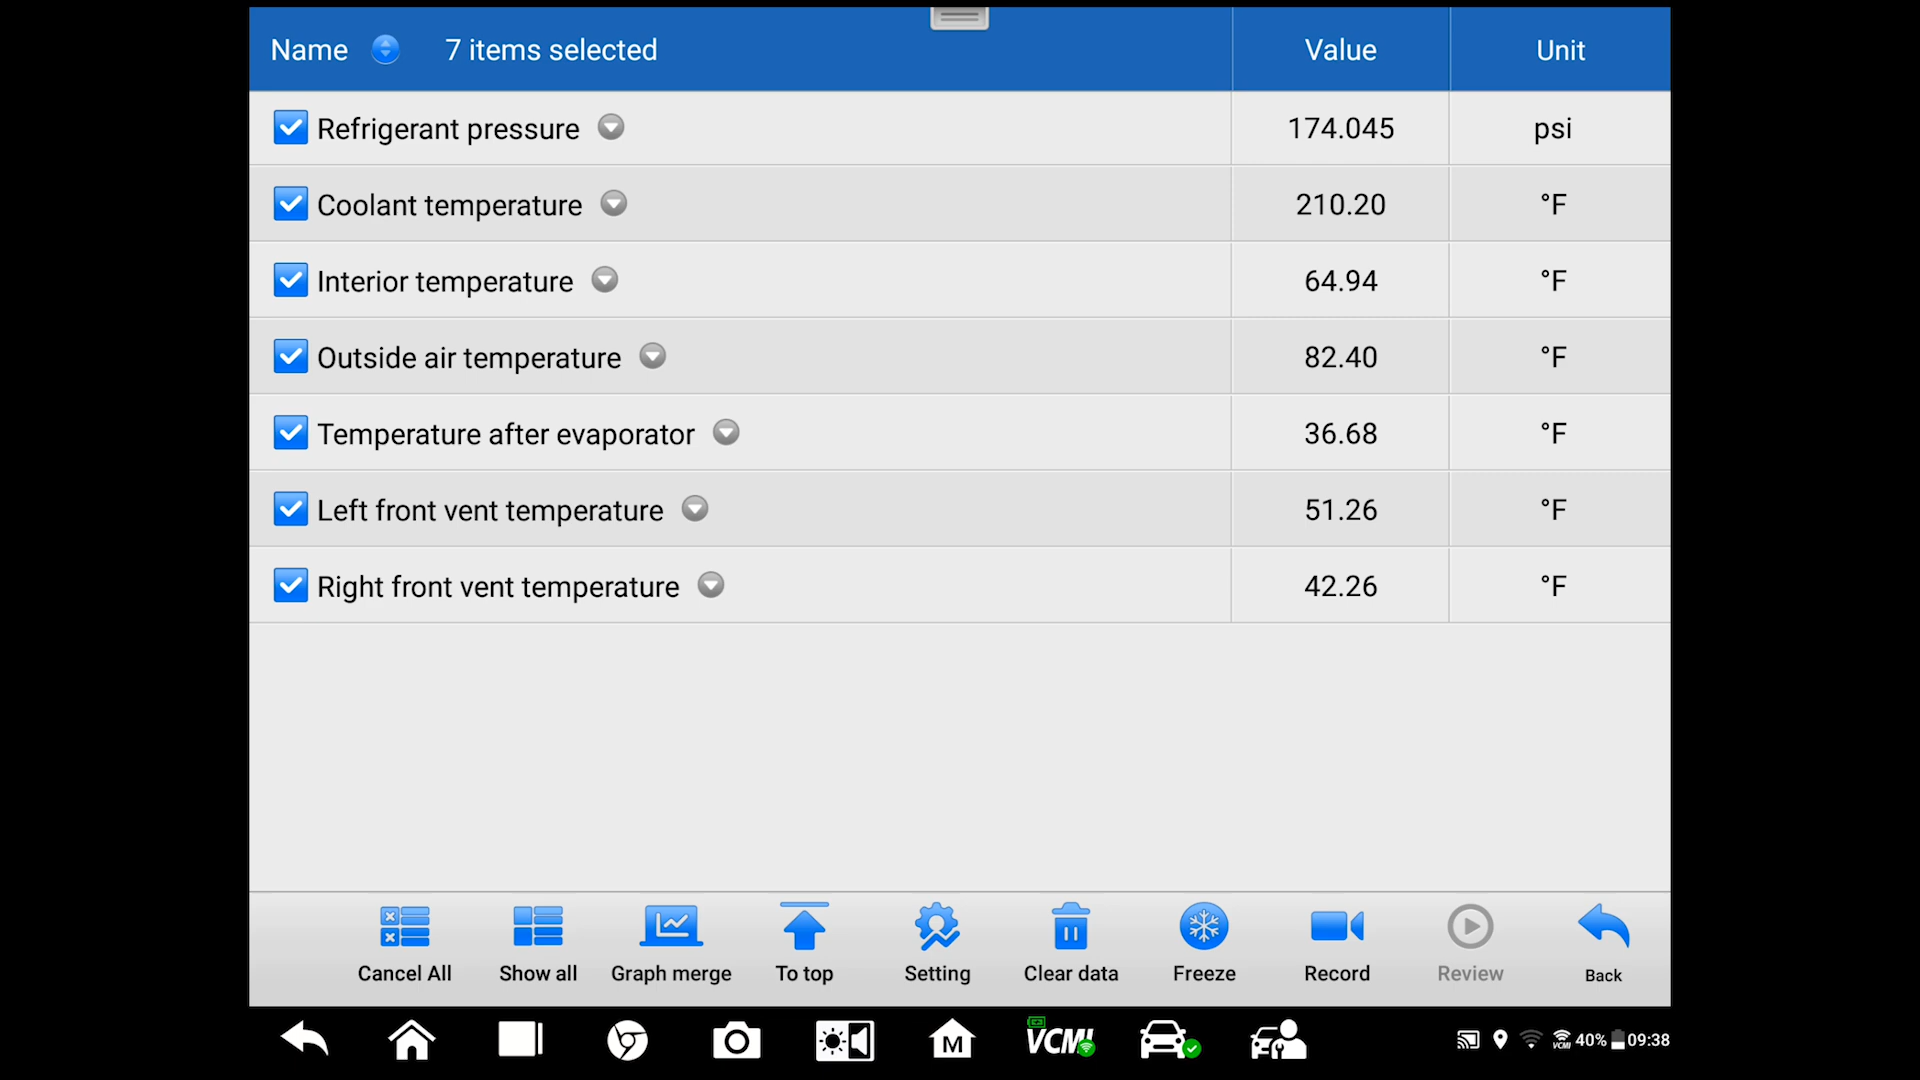 Name 7 items selected Value Unit
Refrigerant pressure 174.045 psi
Coolant temperature 210.20 °F
Interior temperature 64.94 °F
Outside air temperature 82.40 °F
Temperature after evaporator 36.68 °F
Left front vent temperature 51.26 °F
Right front vent temperature 42.26 °F
Cancel All Show all Graph merge To top Setting Clear data Freeze Record Review Back
M VCMI VCMI 40% 09:38